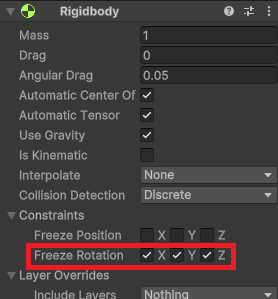 Rigidbody
Mass 1
Drag 0
Angular Drag 0.05
Automatic Center Of
Automatic Tensor
Use Gravity
Is Kinematic
Interpolate None
Collision Detection Discrete
Constraints
Freeze Position X Y Z
Freeze Rotation X Y Z
Layer Overrides
Include Layers Nothing